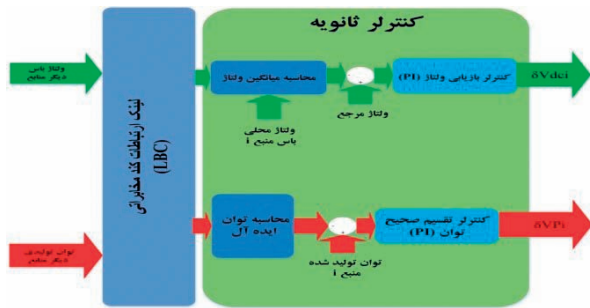 کنترلر ثانویه
ولتاژ باس
دیگر منابع
لینک ارتباطات کند مخابراتی
(LBC)
محاسبه میانگین ولتاژ
کنترلر بازیابی ولتاژ (PI)
δVdci
ولتاژ محلی
باس منبع i
ولتاژ مرجع
توان تولیدی
دیگر منابع
محاسبه توان
ایده آل
کنترلر تقسیم صحیح
توان (PI)
δVPi
توان تولید شده
منبع i